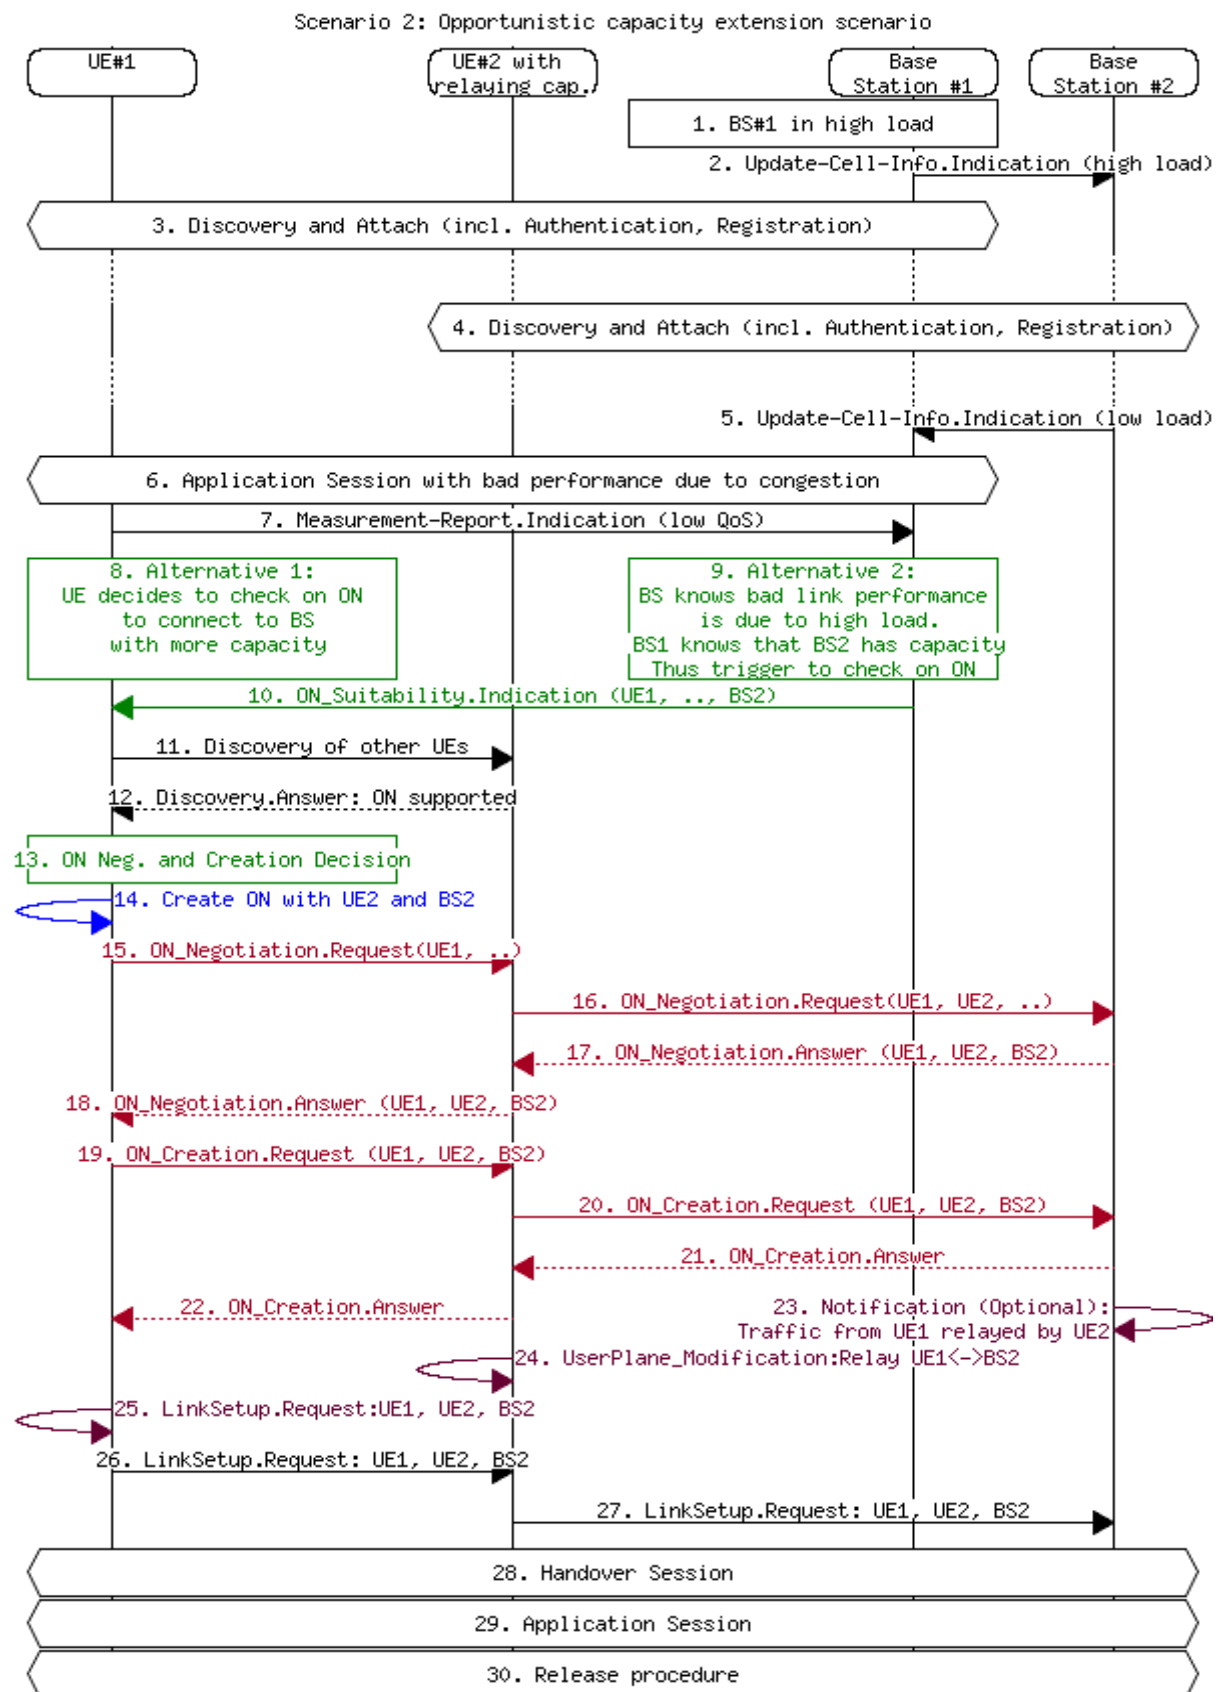 Scenario 2: Opportunistic capacity extension scenario
UE#1
UE#2 with
relaying cap.
Base
Station #1
Base
Station #2
1. BS#1 in high load
2. Update-Cell-Info.Indication (high load)
3. Discovery and Attach (incl. Authentication, Registration)
4. Discovery and Attach (incl. Authentication, Registration)
5. Update-Cell-Info.Indication (low load)
6. Application Session with bad performance due to congestion
7. Measurement-Report.Indication (low QoS)
8. Alternative 1:
UE decides to check on ON
to connect to BS
with more capacity
9. Alternative 2:
BS knows bad link performance
is due to high load.
BS1 knows that BS2 has capacity
Thus trigger to check on ON
10. ON_Suitability.Indication (UE1, .., BS2)
11. Discovery of other UEs
12. Discovery.Answer: ON supported
13. ON Neg. and Creation Decision
14. Create ON with UE2 and BS2
15. ON_Negotiation.Request(UE1, ..)
16. ON_Negotiation.Request(UE1, UE2, ..)
17. ON_Negotiation.Answer (UE1, UE2, BS2)
18. ON_Negotiation.Answer (UE1, UE2, BS2)
19. ON_Creation.Request (UE1, UE2, BS2)
20. ON_Creation.Request (UE1, UE2, BS2)
21. ON_Creation.Answer
22. ON_Creation.Answer
23. Notification (Optional):
Traffic from UE1 relayed by UE2
24. UserPlane_Modification:Relay UE1<->BS2
25. LinkSetup.Request:UE1, UE2, BS2
26. LinkSetup.Request: UE1, UE2, BS2
27. LinkSetup.Request: UE1, UE2, BS2
28. Handover Session
29. Application Session
30. Release procedure